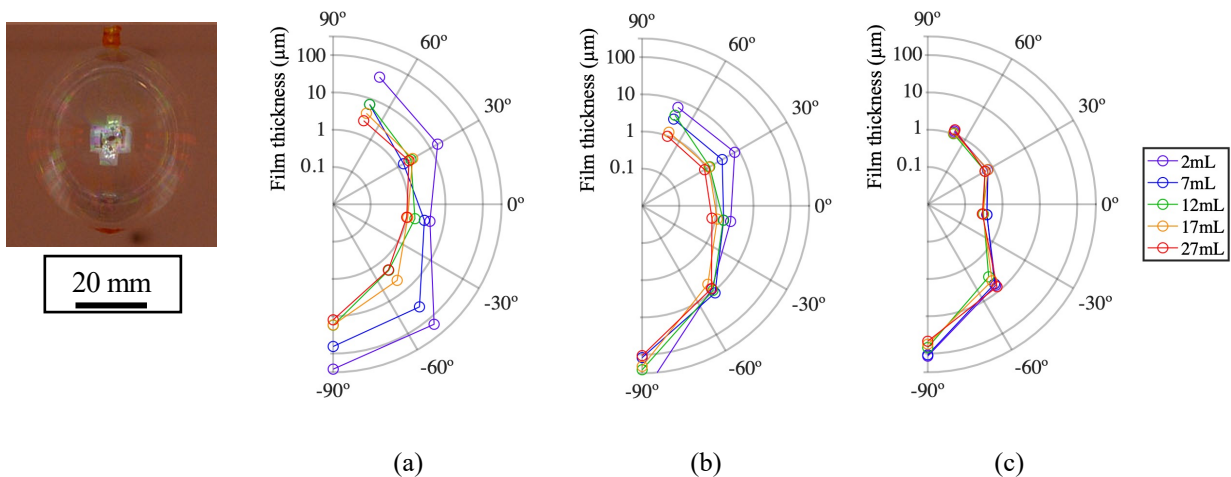 20 mm
Film thickness (μm)
90º
100
10
1
0.1
60º
30º
0º
-30º
-60º
-90º
(a)
Film thickness (μm)
90º
100
10
1
0.1
60º
30º
0º
-30º
-60º
-90º
(b)
Film thickness (μm)
90º
100
10
1
0.1
60º
30º
0º
-30º
-60º
-90º
(c)
2mL
7mL
12mL
17mL
27mL